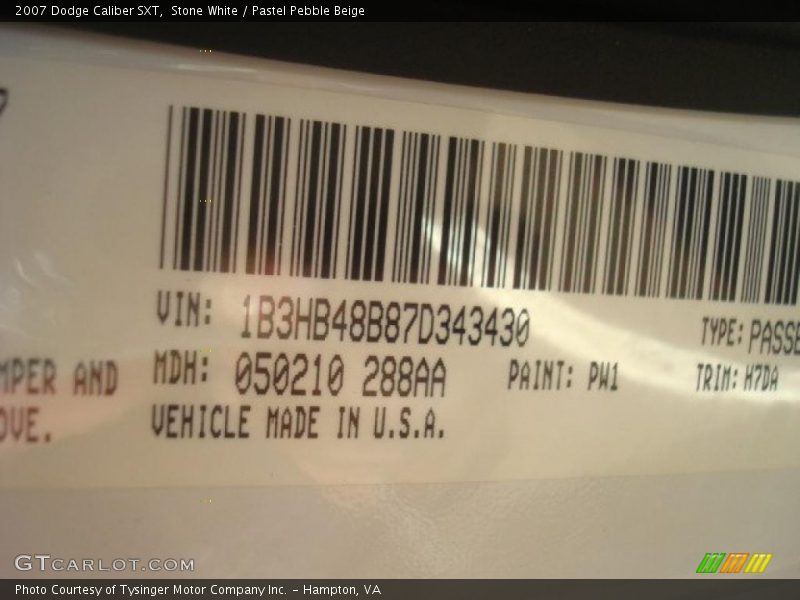 2007 Dodge Caliber SXT,  Stone White / Pastel Pebble Beige
VIN: 1B3HB48B87D343430
TYPE: PASSE
MPER AND
MDH: 050210 288AA
PAINT: PW1
TRIM: H7DA
OVE.
VEHICLE MADE IN U.S.A.
GTCARLOT.COM
Photo Courtesy of Tysinger Motor Company Inc. - Hampton, VA